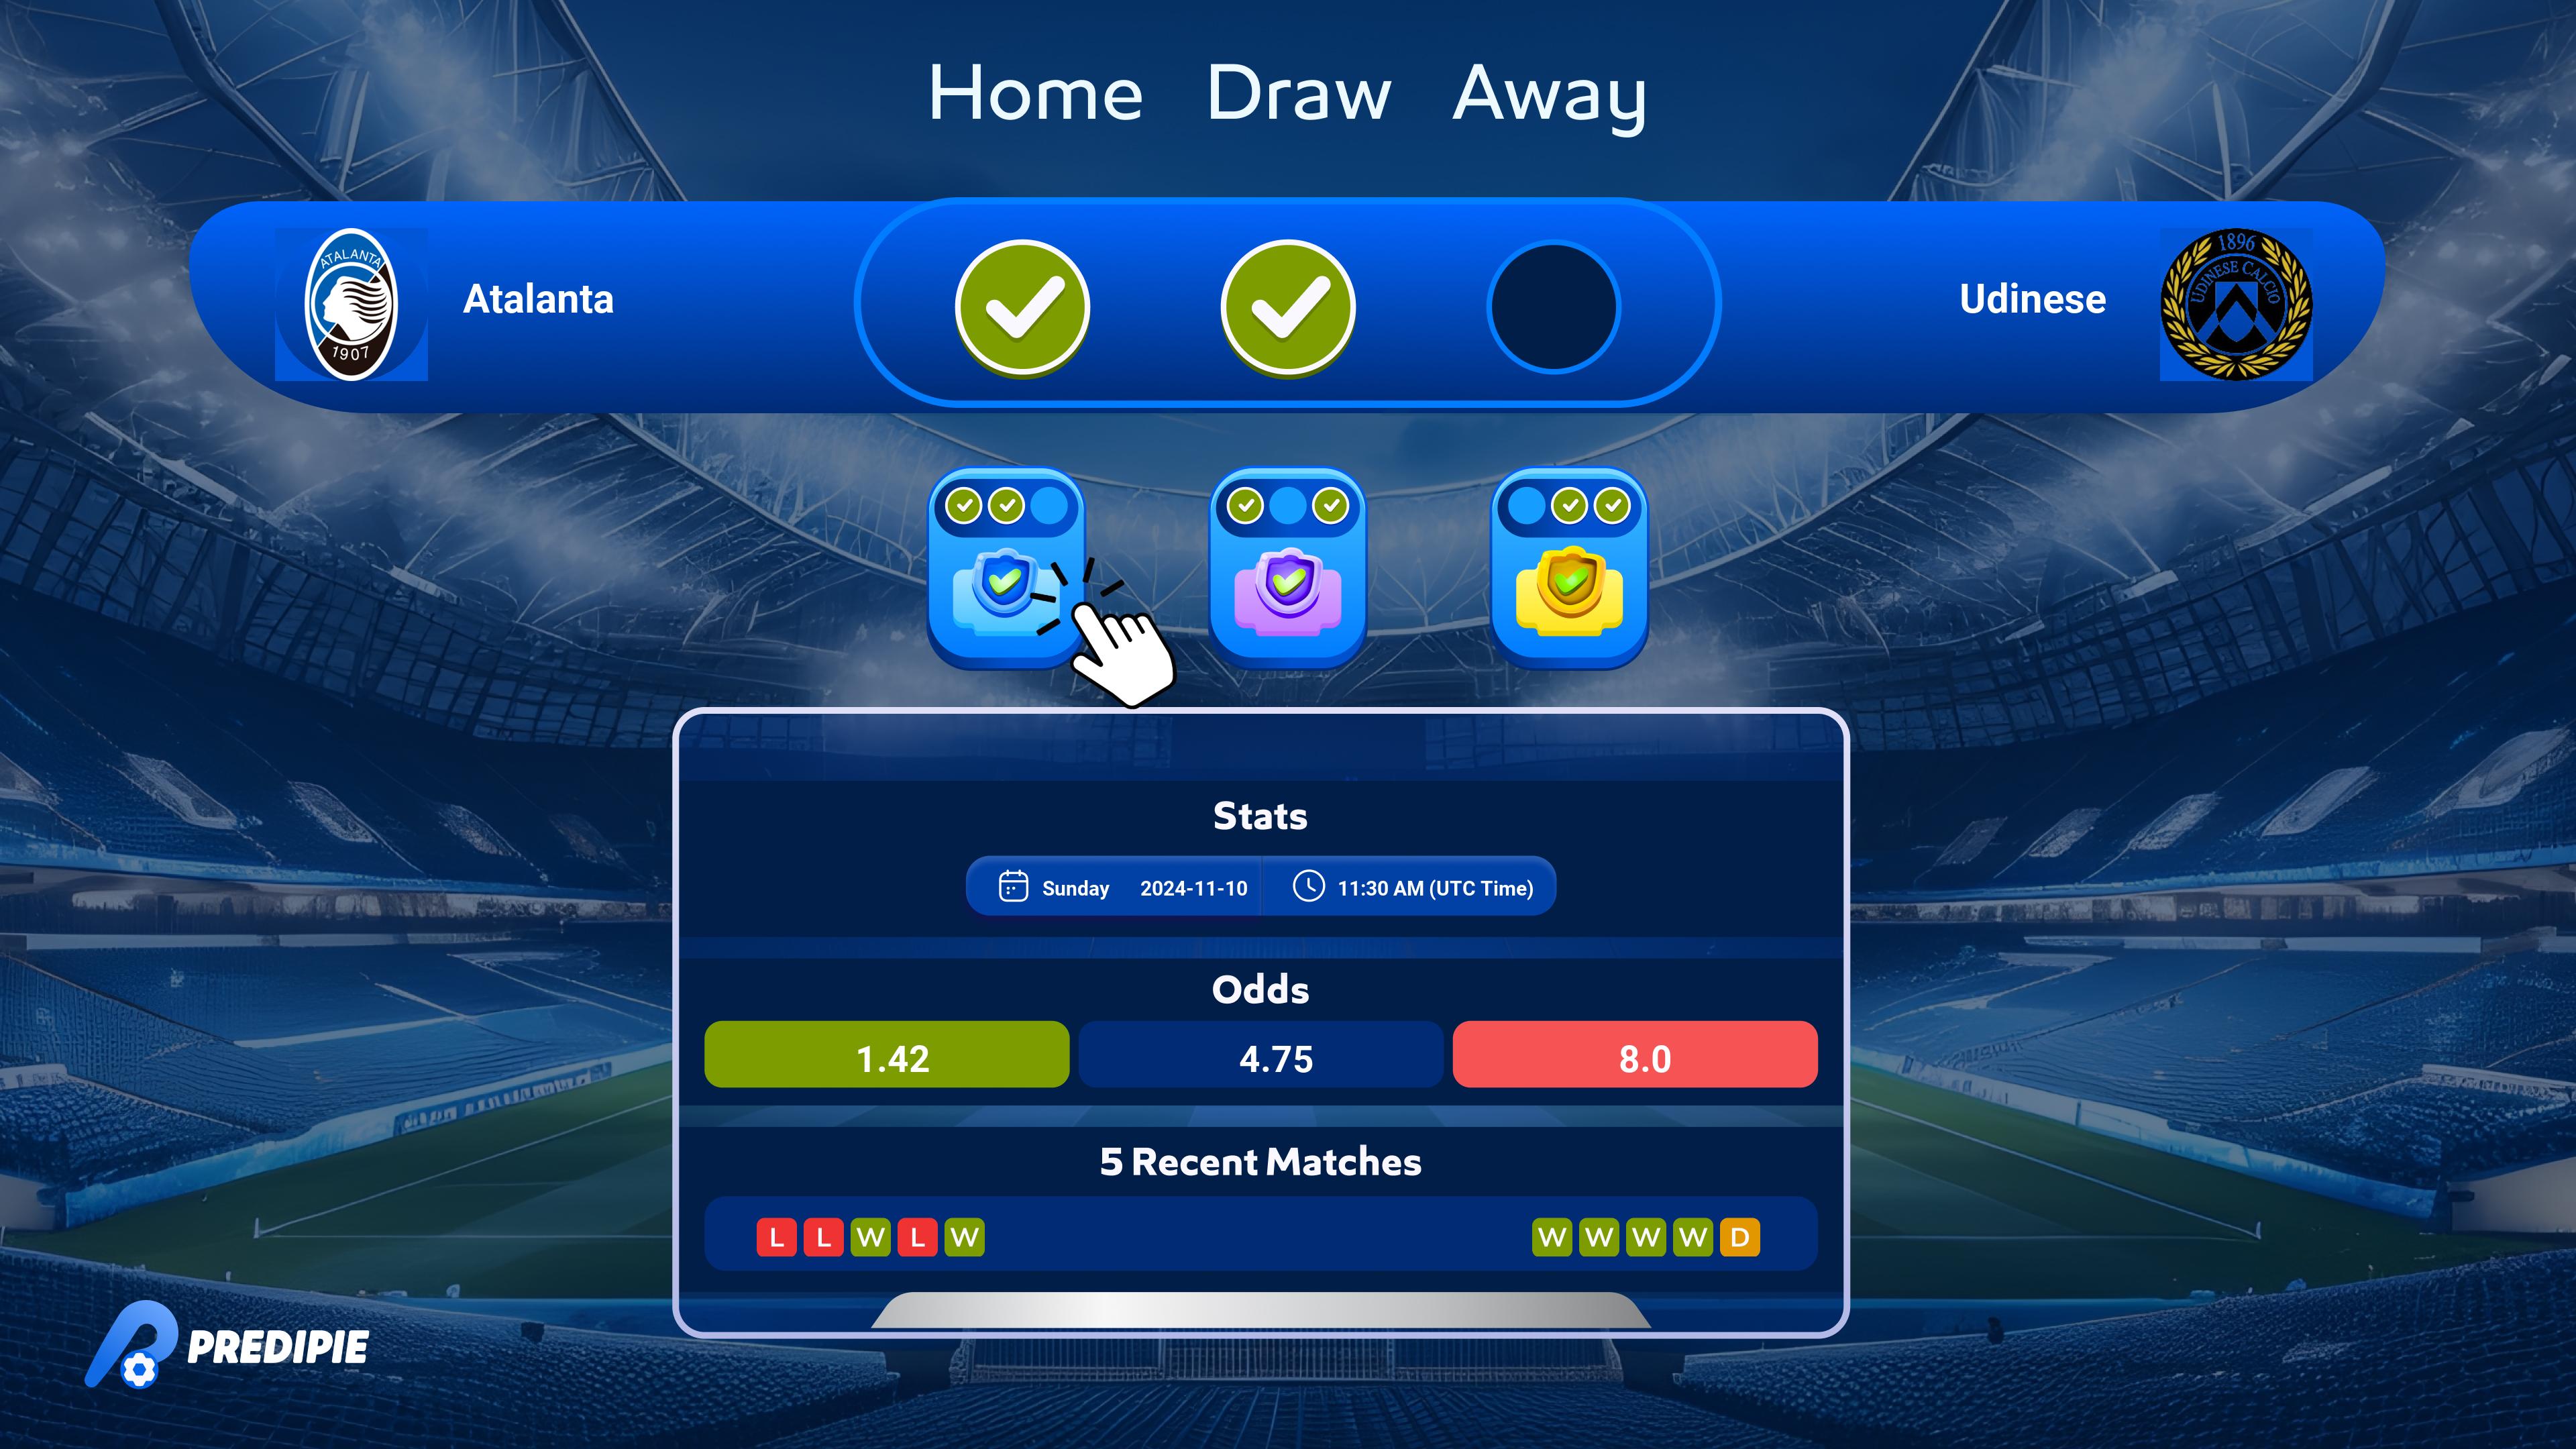 Home Draw Away
ATALANTA
1907
Atalanta
Udinese
1896
UDINESE CALCIO
Stats
Sunday 2024-11-10 11:30 AM (UTC Time)
Odds
1.42 4.75 8.0
5 Recent Matches
L L W L W W W W W D
PREDIPIE